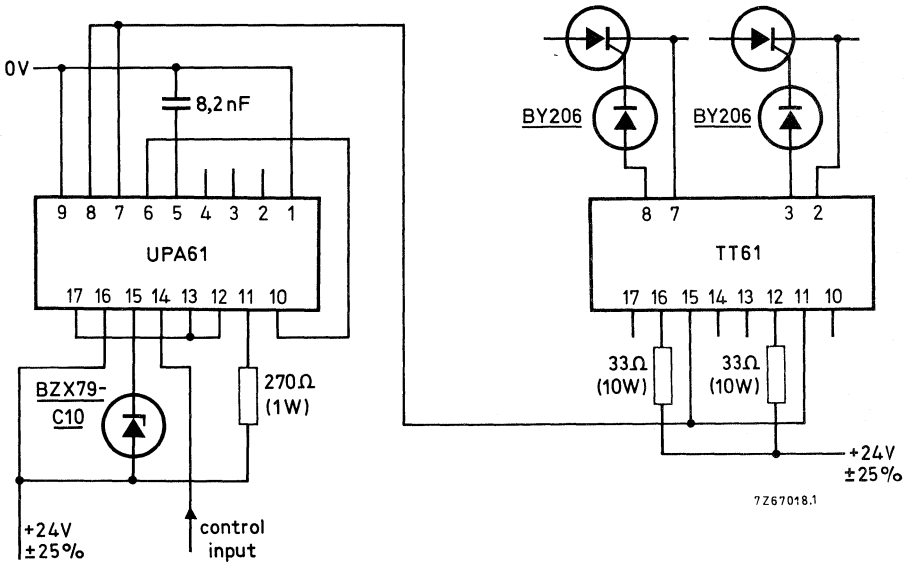 0V
8,2nF
9 8 7 6 5 4 3 2 1
UPA61
17 16 15 14 13 12 11 10
BZX79-
C10
270Ω
(1W)
+24V
±25%
control
input
BY206
BY206
8 7 3 2
TT61
17 16 15 14 13 12 11 10
33Ω
(10W)
33Ω
(10W)
+24V
±25%
7Z67018.1